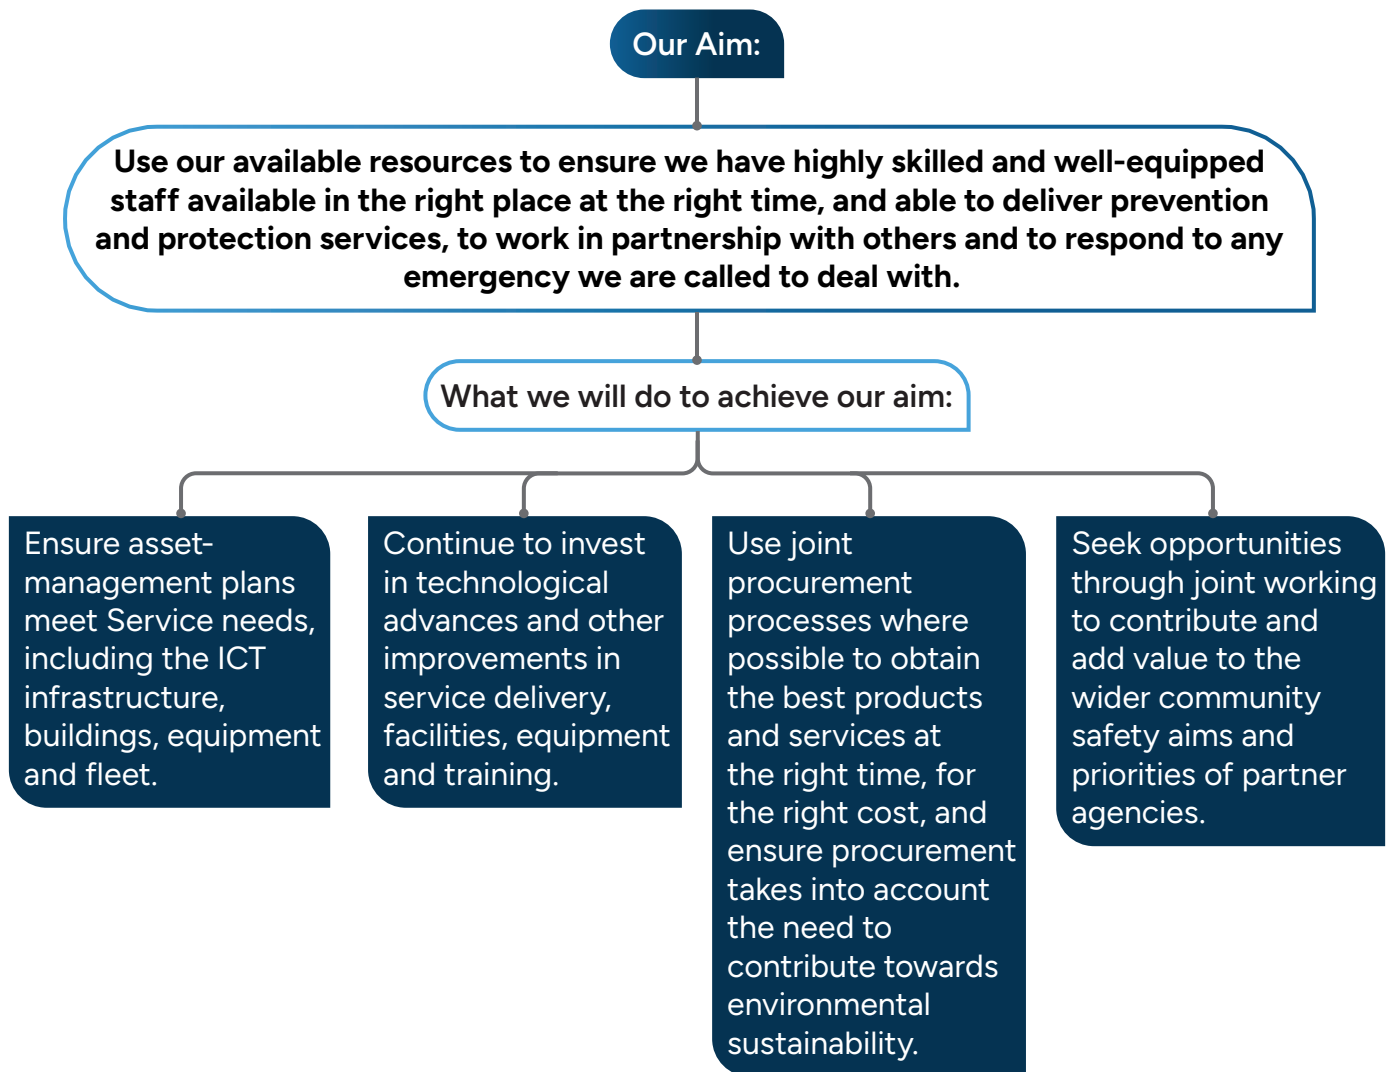 Our Aim:
Use our available resources to ensure we have highly skilled and well-equipped
staff available in the right place at the right time, and able to deliver prevention
and protection services, to work in partnership with others and to respond to any
emergency we are called to deal with.
What we will do to achieve our aim:
Ensure asset-
management plans
meet Service needs,
including the ICT
infrastructure,
buildings, equipment
and fleet.
Continue to invest
in technological
advances and other
improvements in
service delivery,
facilities, equipment
and training.
Use joint
procurement
processes where
possible to obtain
the best products
and services at
the right time, for
the right cost, and
ensure procurement
takes into account
the need to
contribute towards
environmental
sustainability.
Seek opportunities
through joint working
to contribute and
add value to the
wider community
safety aims and
priorities of partner
agencies.